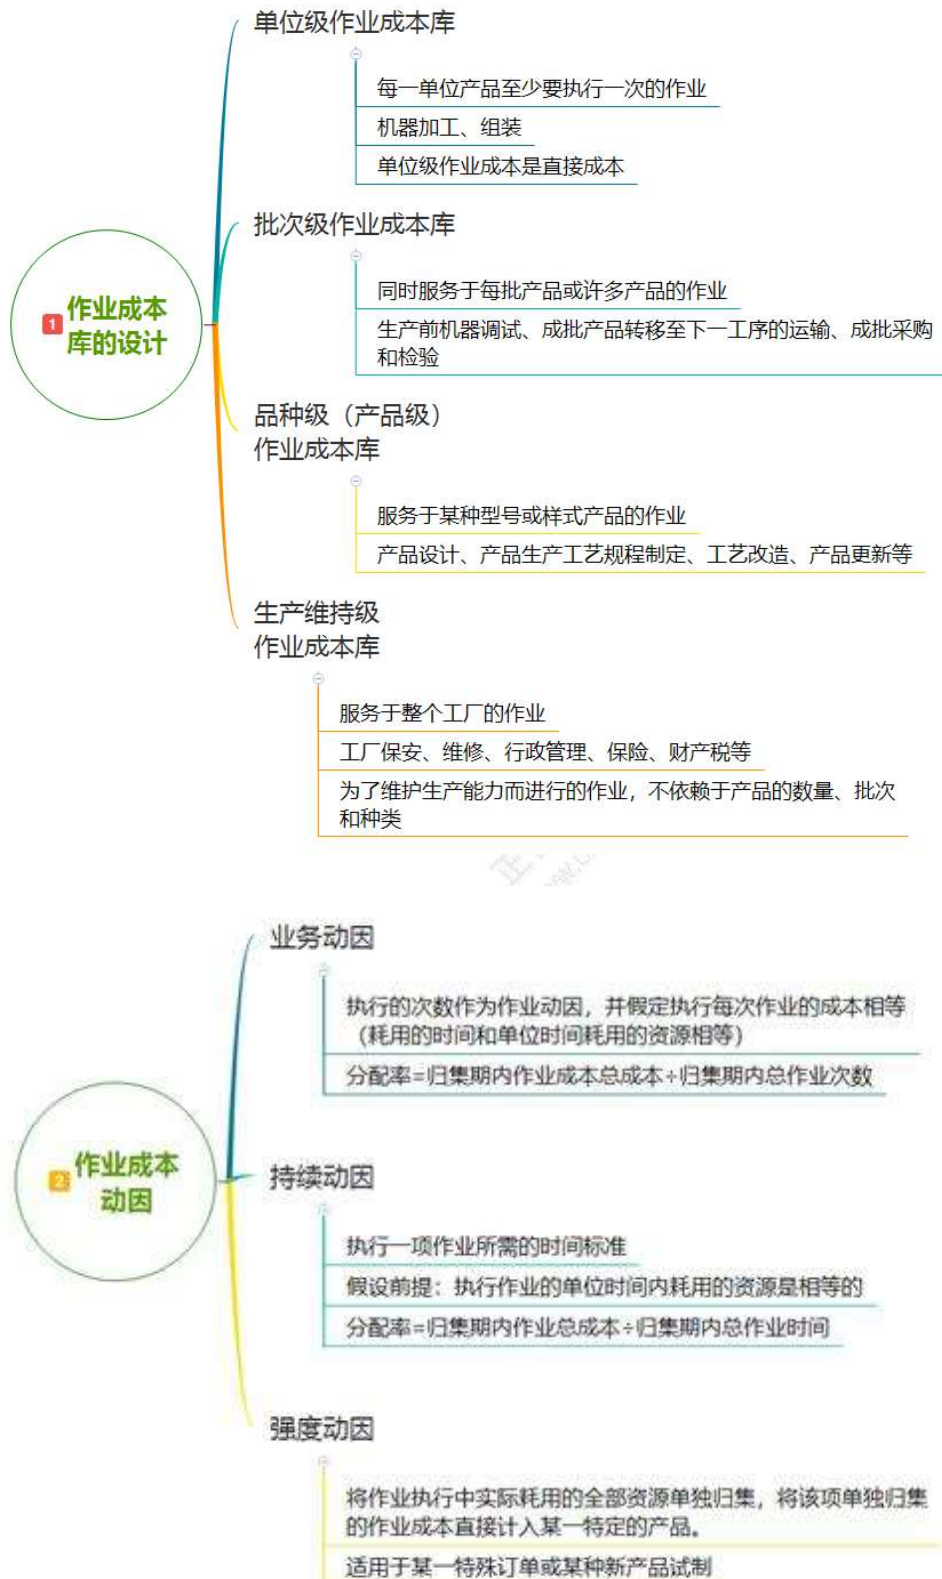 单位级作业成本库
每一单位产品至少要执行一次的作业
机器加工、组装
单位级作业成本是直接成本
批次级作业成本库
同时服务于每批产品或许多产品的作业
生产前机器调试、成批产品转移至下一工序的运输、成批采购
和检验
1 作业成本
库的设计
品种级（产品级）
作业成本库
服务于某种型号或样式产品的作业
产品设计、产品生产工艺规程制定、工艺改造、产品更新等
生产维持级
作业成本库
服务于整个工厂的作业
工厂保安、维修、行政管理、保险、财产税等
为了维护生产能力而进行的作业，不依赖于产品的数量、批次
和种类
业务动因
执行的次数作为作业动因，并假定执行每次作业的成本相等
（耗用的时间和单位时间耗用的资源相等）
分配率=归集期内作业成本总成本÷归集期内总作业次数
2 作业成本
动因
持续动因
执行一项作业所需的时间标准
假设前提：执行作业的单位时间内耗用的资源是相等的
分配率=归集期内作业总成本÷归集期内总作业时间
强度动因
将作业执行中实际耗用的全部资源单独归集，将该项单独归集
的作业成本直接计入某一特定的产品。
适用于某一特殊订单或某种新产品试制